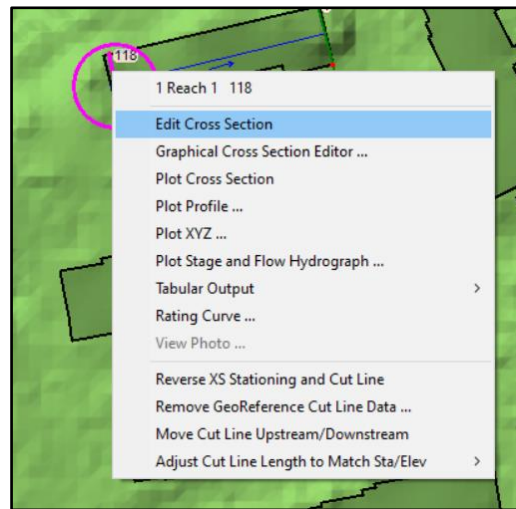 118
1 Reach 1 118
Edit Cross Section
Graphical Cross Section Editor ...
Plot Cross Section
Plot Profile ...
Plot XYZ ...
Plot Stage and Flow Hydrograph ...
Tabular Output
Rating Curve ...
View Photo ...
Reverse XS Stationing and Cut Line
Remove GeoReference Cut Line Data ...
Move Cut Line Upstream/Downstream
Adjust Cut Line Length to Match Sta/Elev